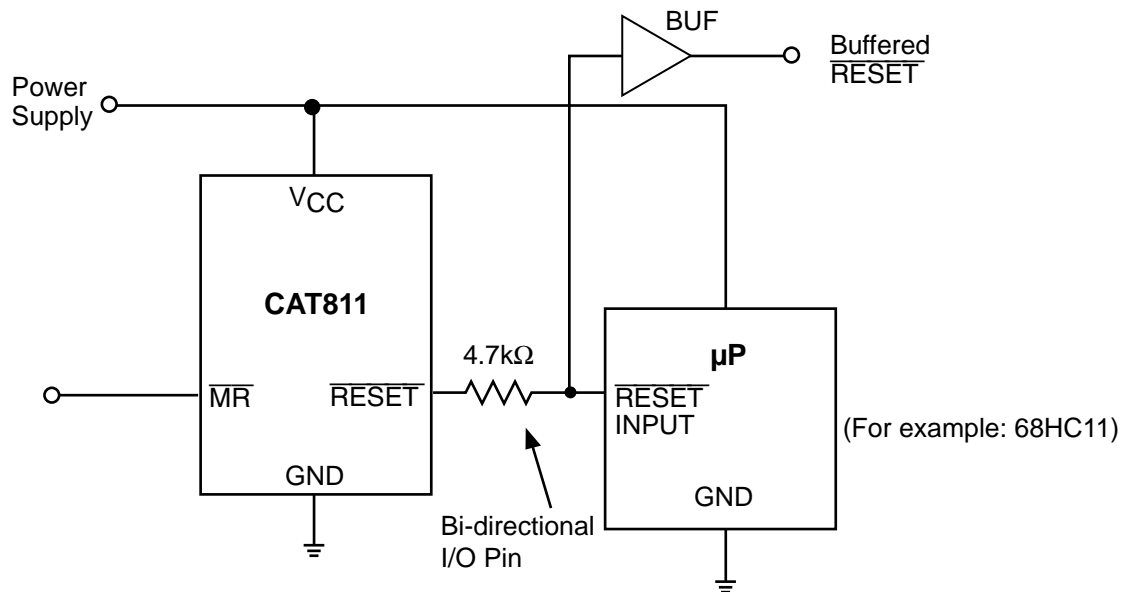 BUF
Buffered
RESET
Power
Supply
VCC
CAT811
MR
RESET
GND
4.7kΩ
Bi-directional
I/O Pin
µP
RESET
INPUT
GND
(For example: 68HC11)